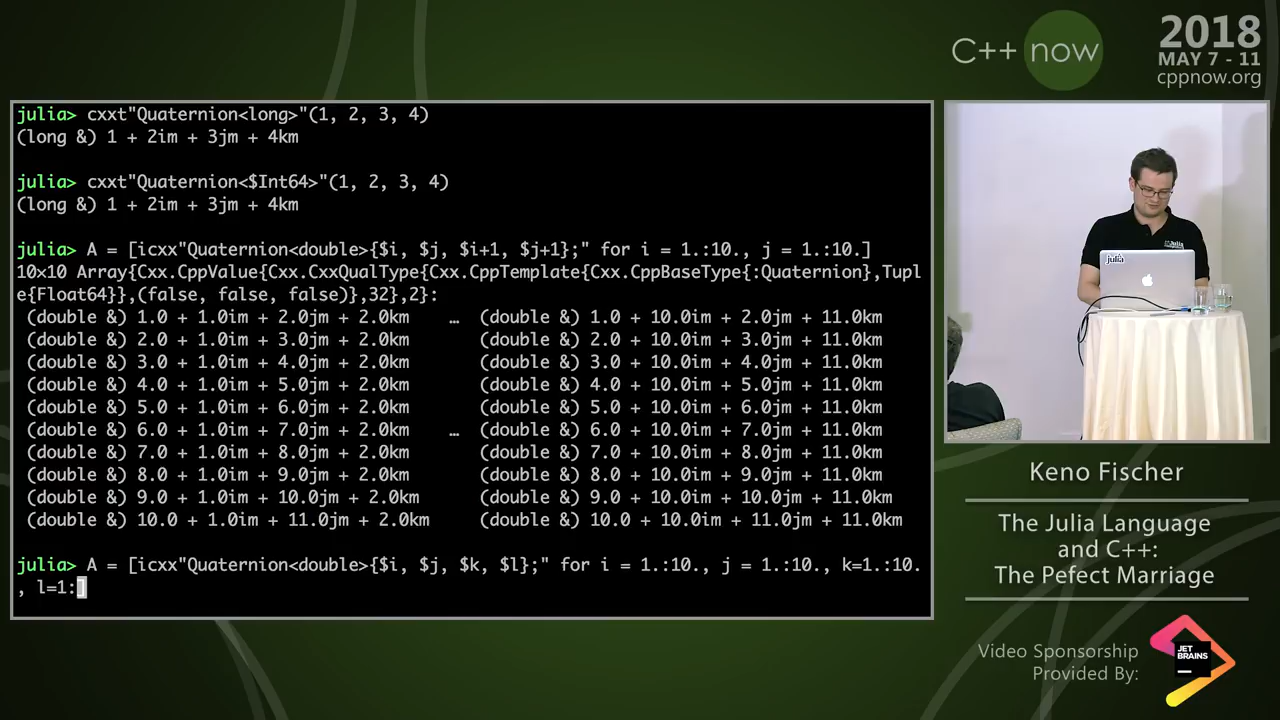 C++ now
2018
MAY 7 - 11
cppnow.org
julia> cxxt"Quaternion<long>"(1, 2, 3, 4)
(long &) 1 + 2im + 3jm + 4km
julia> cxxt"Quaternion<$Int64>"(1, 2, 3, 4)
(long &) 1 + 2im + 3jm + 4km
julia> A = [icxx"Quaternion<double>{$i, $j, $i+1, $j+1};" for i = 1.:10., j = 1.:10.]
10×10 Array{Cxx.CppValue{Cxx.CxxQualType{Cxx.CppTemplate{Cxx.CppBaseType{:Quaternion},Tupl
e{Float64}},(false, false, false)},32},2}:
(double &) 1.0 + 1.0im + 2.0jm + 2.0km … (double &) 1.0 + 10.0im + 2.0jm + 11.0km
(double &) 2.0 + 1.0im + 3.0jm + 2.0km (double &) 2.0 + 10.0im + 3.0jm + 11.0km
(double &) 3.0 + 1.0im + 4.0jm + 2.0km (double &) 3.0 + 10.0im + 4.0jm + 11.0km
(double &) 4.0 + 1.0im + 5.0jm + 2.0km (double &) 4.0 + 10.0im + 5.0jm + 11.0km
(double &) 5.0 + 1.0im + 6.0jm + 2.0km (double &) 5.0 + 10.0im + 6.0jm + 11.0km
(double &) 6.0 + 1.0im + 7.0jm + 2.0km … (double &) 6.0 + 10.0im + 7.0jm + 11.0km
(double &) 7.0 + 1.0im + 8.0jm + 2.0km (double &) 7.0 + 10.0im + 8.0jm + 11.0km
(double &) 8.0 + 1.0im + 9.0jm + 2.0km (double &) 8.0 + 10.0im + 9.0jm + 11.0km
(double &) 9.0 + 1.0im + 10.0jm + 2.0km (double &) 9.0 + 10.0im + 10.0jm + 11.0km
(double &) 10.0 + 1.0im + 11.0jm + 2.0km (double &) 10.0 + 10.0im + 11.0jm + 11.0km
julia> A = [icxx"Quaternion<double>{$i, $j, $k, $l};" for i = 1.:10., j = 1.:10., k=1.:10.
, l=1:]
julia
julia
Keno Fischer
The Julia Language
and C++:
The Pefect Marriage
Video Sponsorship
Provided By:
JET
BRAINS